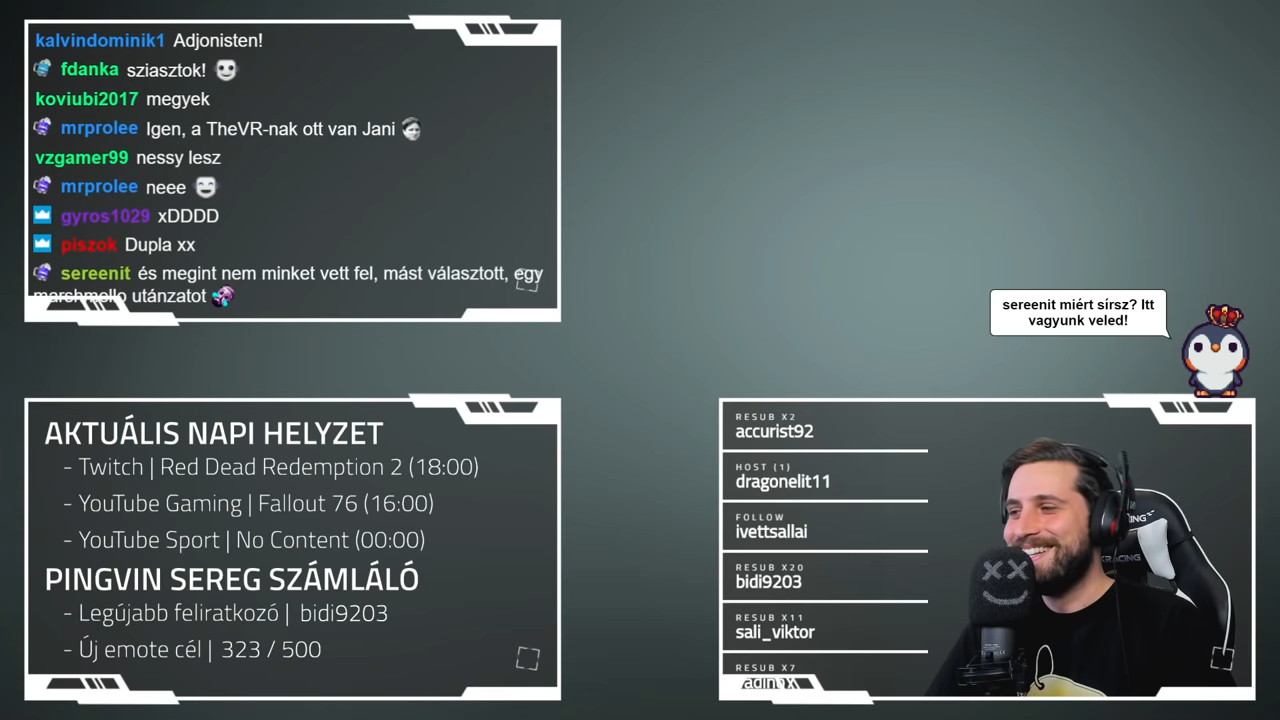 kalvindominik1 Adjonisten!
fdanka sziasztok!
koviubi2017 megyek
mrprolee Igen, a TheVR-nak ott van Jani
vzgamer99 nessy lesz
mrprolee neee
gyros1029 xDDDD
piszok Dupla xx
sereenit és megint nem minket vett fel, mást választott, egy
marshmello utánzatot
sereenit miért sírsz? Itt
vagyunk veled!
AKTUÁLIS NAPI HELYZET
- Twitch | Red Dead Redemption 2 (18:00)
- YouTube Gaming | Fallout 76 (16:00)
- YouTube Sport | No Content (00:00)
PINGVIN SEREG SZÁMLÁLÓ
- Legújabb feliratkozó | bidi9203
- Új emote cél | 323 / 500
RESUB X2
accurist92
HOST (1)
dragonelit11
FOLLOW
ivettsallai
RESUB X20
bidi9203
RESUB X11
sali_viktor
RESUB X7